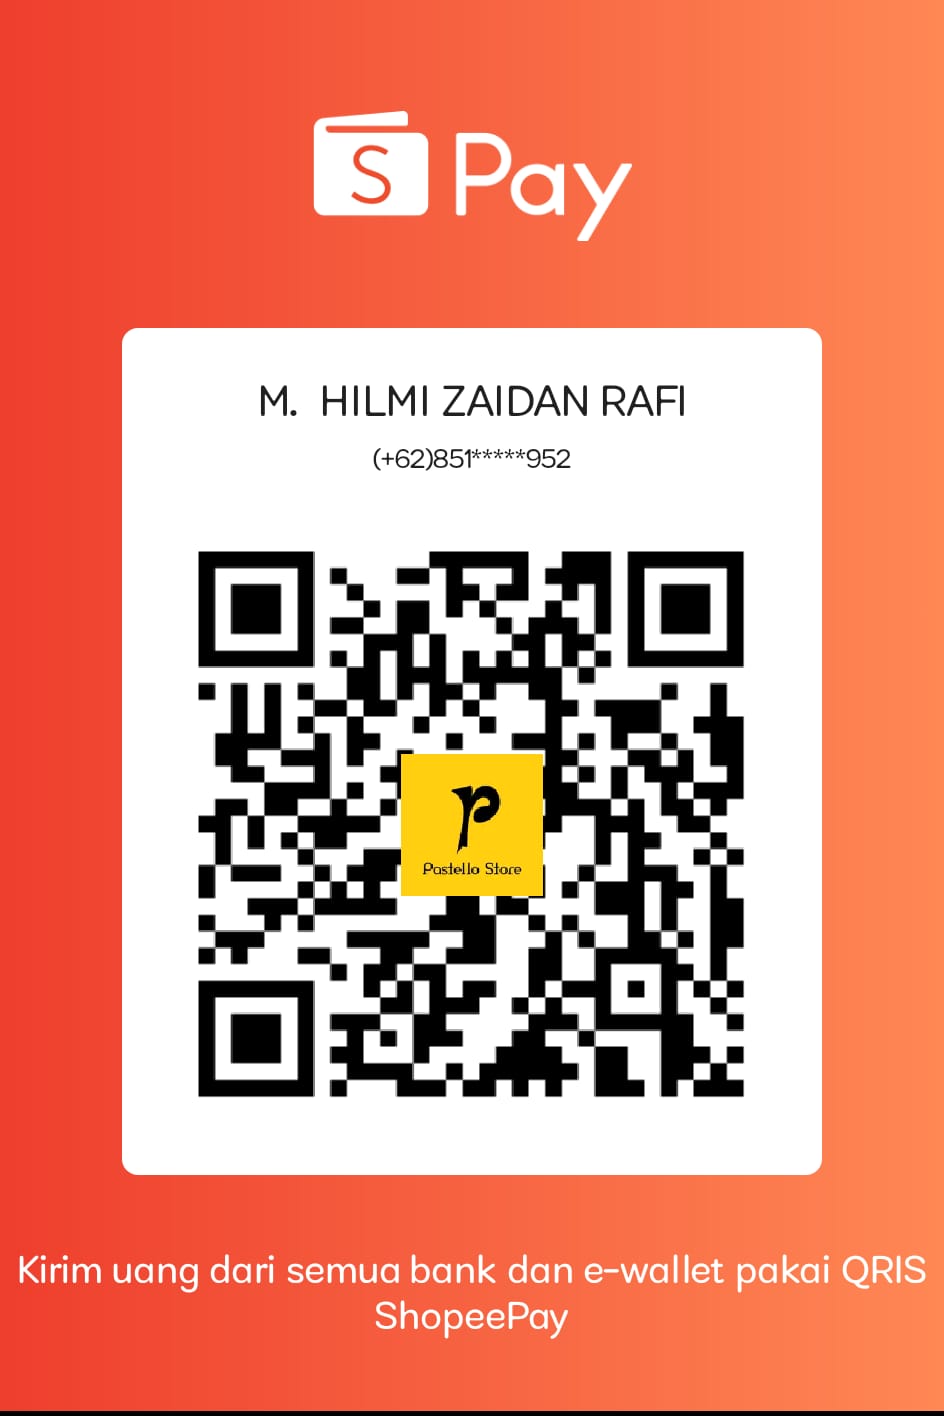 S Pay
M. HILMI ZAIDAN RAFI
(+62)851*****952
P
Pastello Store
Kirim uang dari semua bank dan e-wallet pakai QRIS
ShopeePay